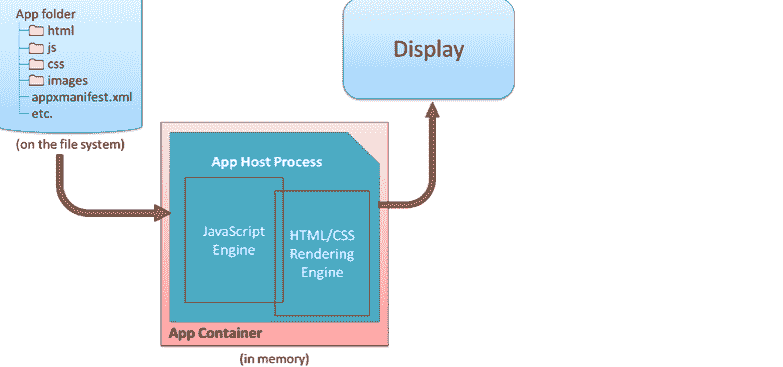 App folder
html
js
css
images
appxmanifest.xml
etc.
(on the file system)
Display
App Host Process
JavaScript
Engine
HTML/CSS
Rendering
Engine
App Container
(in memory)